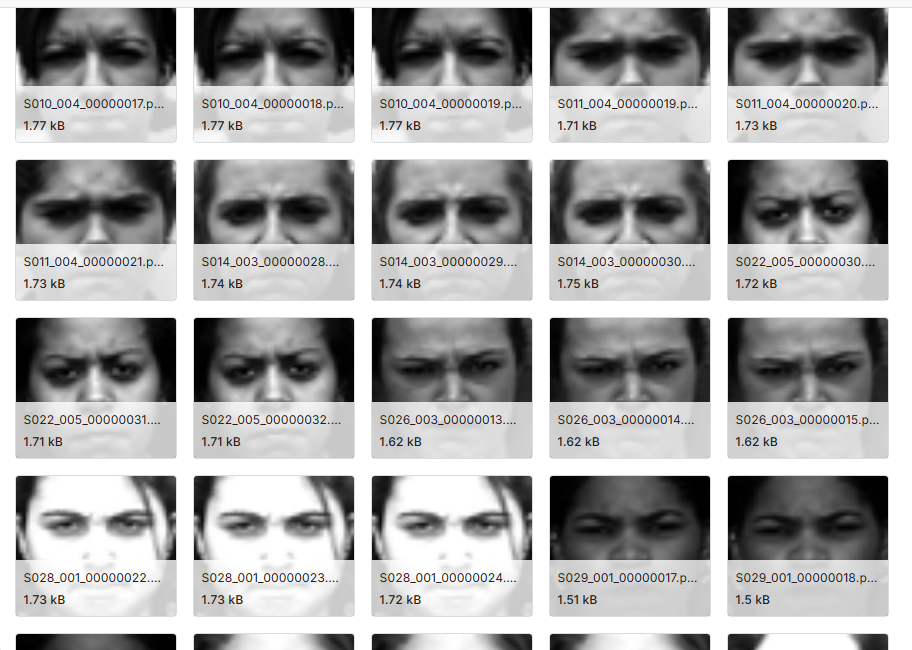 S010_004_00000017.p...
1.77 kB
S010_004_00000018.p...
1.77 kB
S010_004_00000019.p...
1.77 kB
S011_004_00000019.p...
1.71 kB
S011_004_00000020.p...
1.73 kB
S011_004_00000021.p...
1.73 kB
S014_003_00000028....
1.74 kB
S014_003_00000029....
1.74 kB
S014_003_00000030....
1.75 kB
S022_005_00000030....
1.72 kB
S022_005_00000031....
1.71 kB
S022_005_00000032....
1.71 kB
S026_003_00000013....
1.62 kB
S026_003_00000014....
1.62 kB
S026_003_00000015.p...
1.62 kB
S028_001_00000022....
1.73 kB
S028_001_00000023....
1.73 kB
S028_001_00000024....
1.72 kB
S029_001_00000017.p...
1.51 kB
S029_001_00000018.p...
1.5 kB